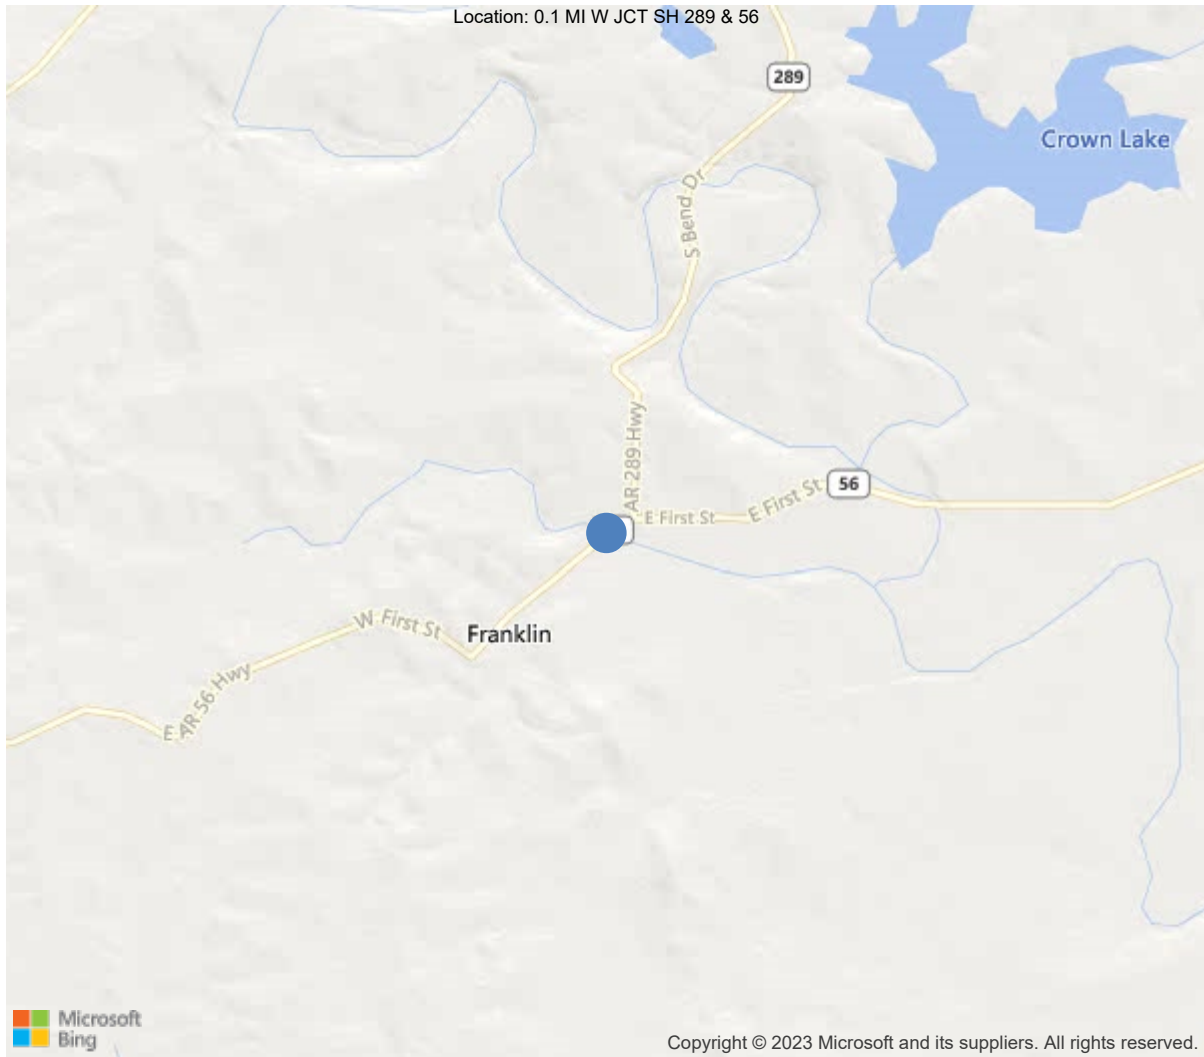 Location: 0.1 MI W JCT SH 289 & 56
289
Crown Lake
S Bend Dr
AR 289 Hwy
56
E First St
E First St
W First St
Franklin
E AR 56 Hwy
Microsoft
Bing
Copyright © 2023 Microsoft and its suppliers. All rights reserved.